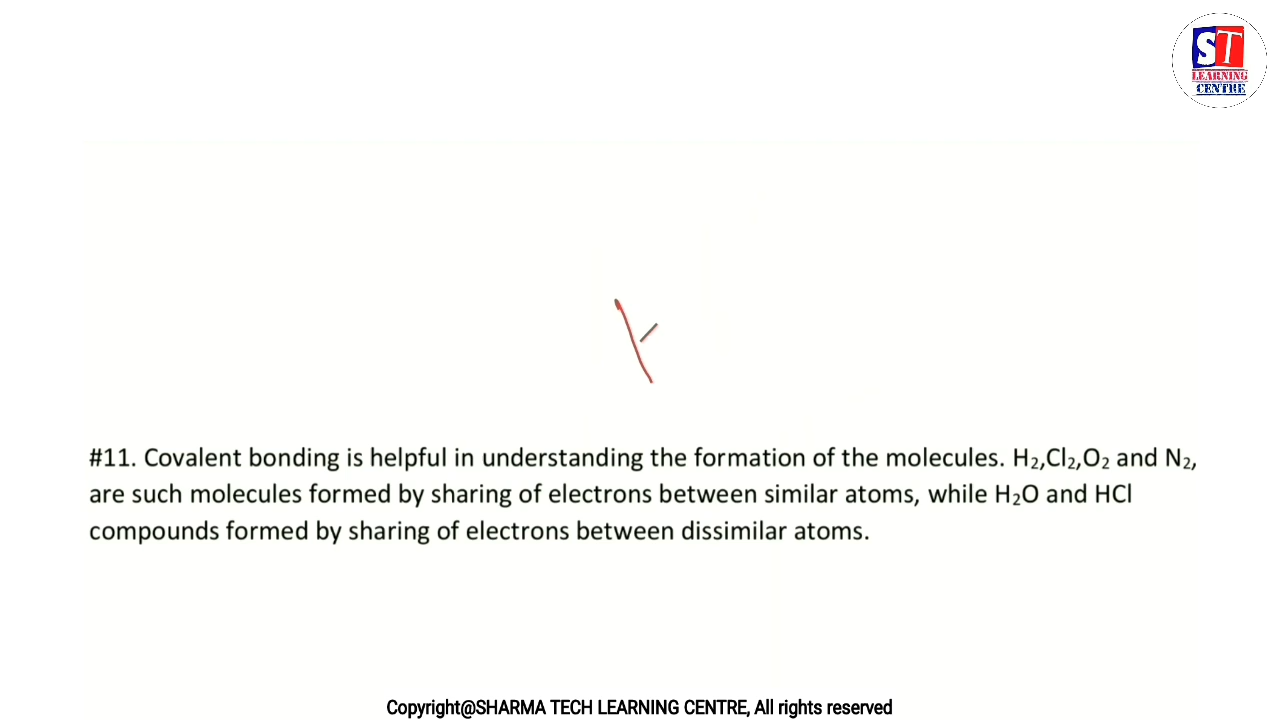 ST
LEARNING
CENTRE
#11. Covalent bonding is helpful in understanding the formation of the molecules. H₂,Cl₂,O₂ and N₂,
are such molecules formed by sharing of electrons between similar atoms, while H₂O and HCl
compounds formed by sharing of electrons between dissimilar atoms.
Copyright@SHARMA TECH LEARNING CENTRE, All rights reserved